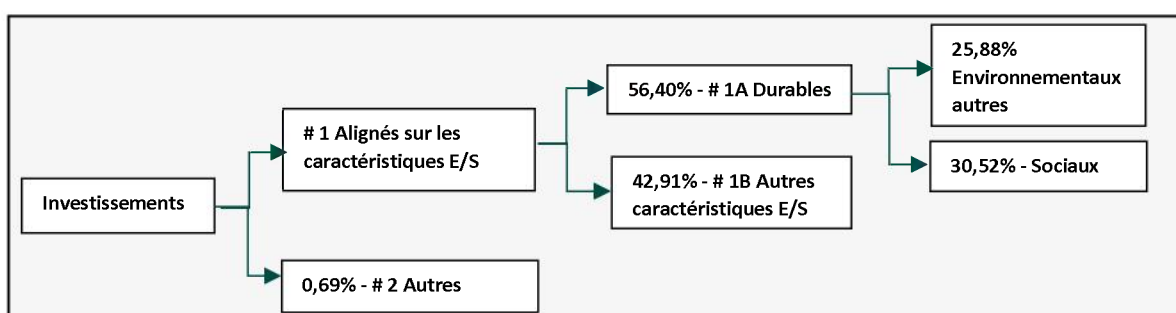 Investissements
# 1 Alignés sur les
caractéristiques E/S
0,69% - # 2 Autres
56,40% - # 1A Durables
42,91% - # 1B Autres
caractéristiques E/S
25,88%
Environnementaux
autres
30,52% - Sociaux